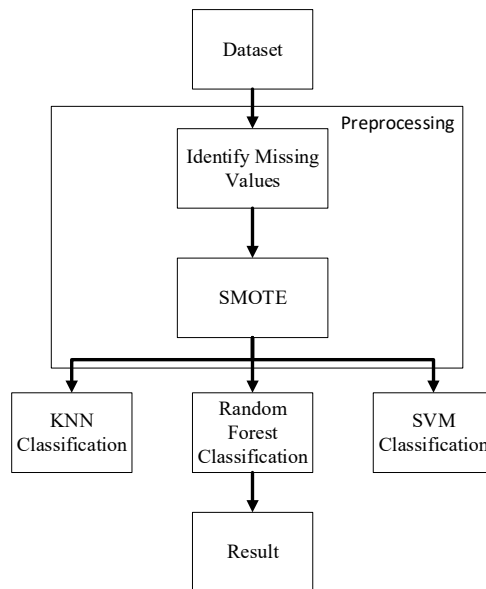 Dataset
Preprocessing
Identify Missing
Values
SMOTE
KNN
Classification
Random
Forest
Classification
SVM
Classification
Result